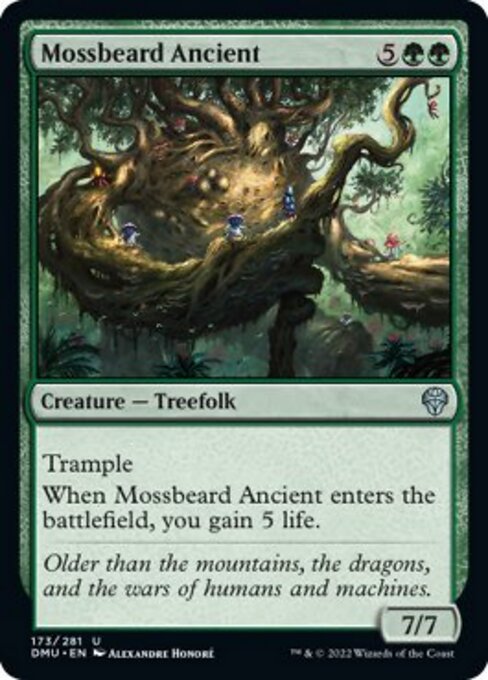 Mossbeard Ancient 5
Creature — Treefolk
Trample
When Mossbeard Ancient enters the
battlefield, you gain 5 life.
Older than the mountains, the dragons,
and the wars of humans and machines.
7/7
173/281 U
DMU • EN Alexandre Honoré ™ & © 2022 Wizards of the Coast